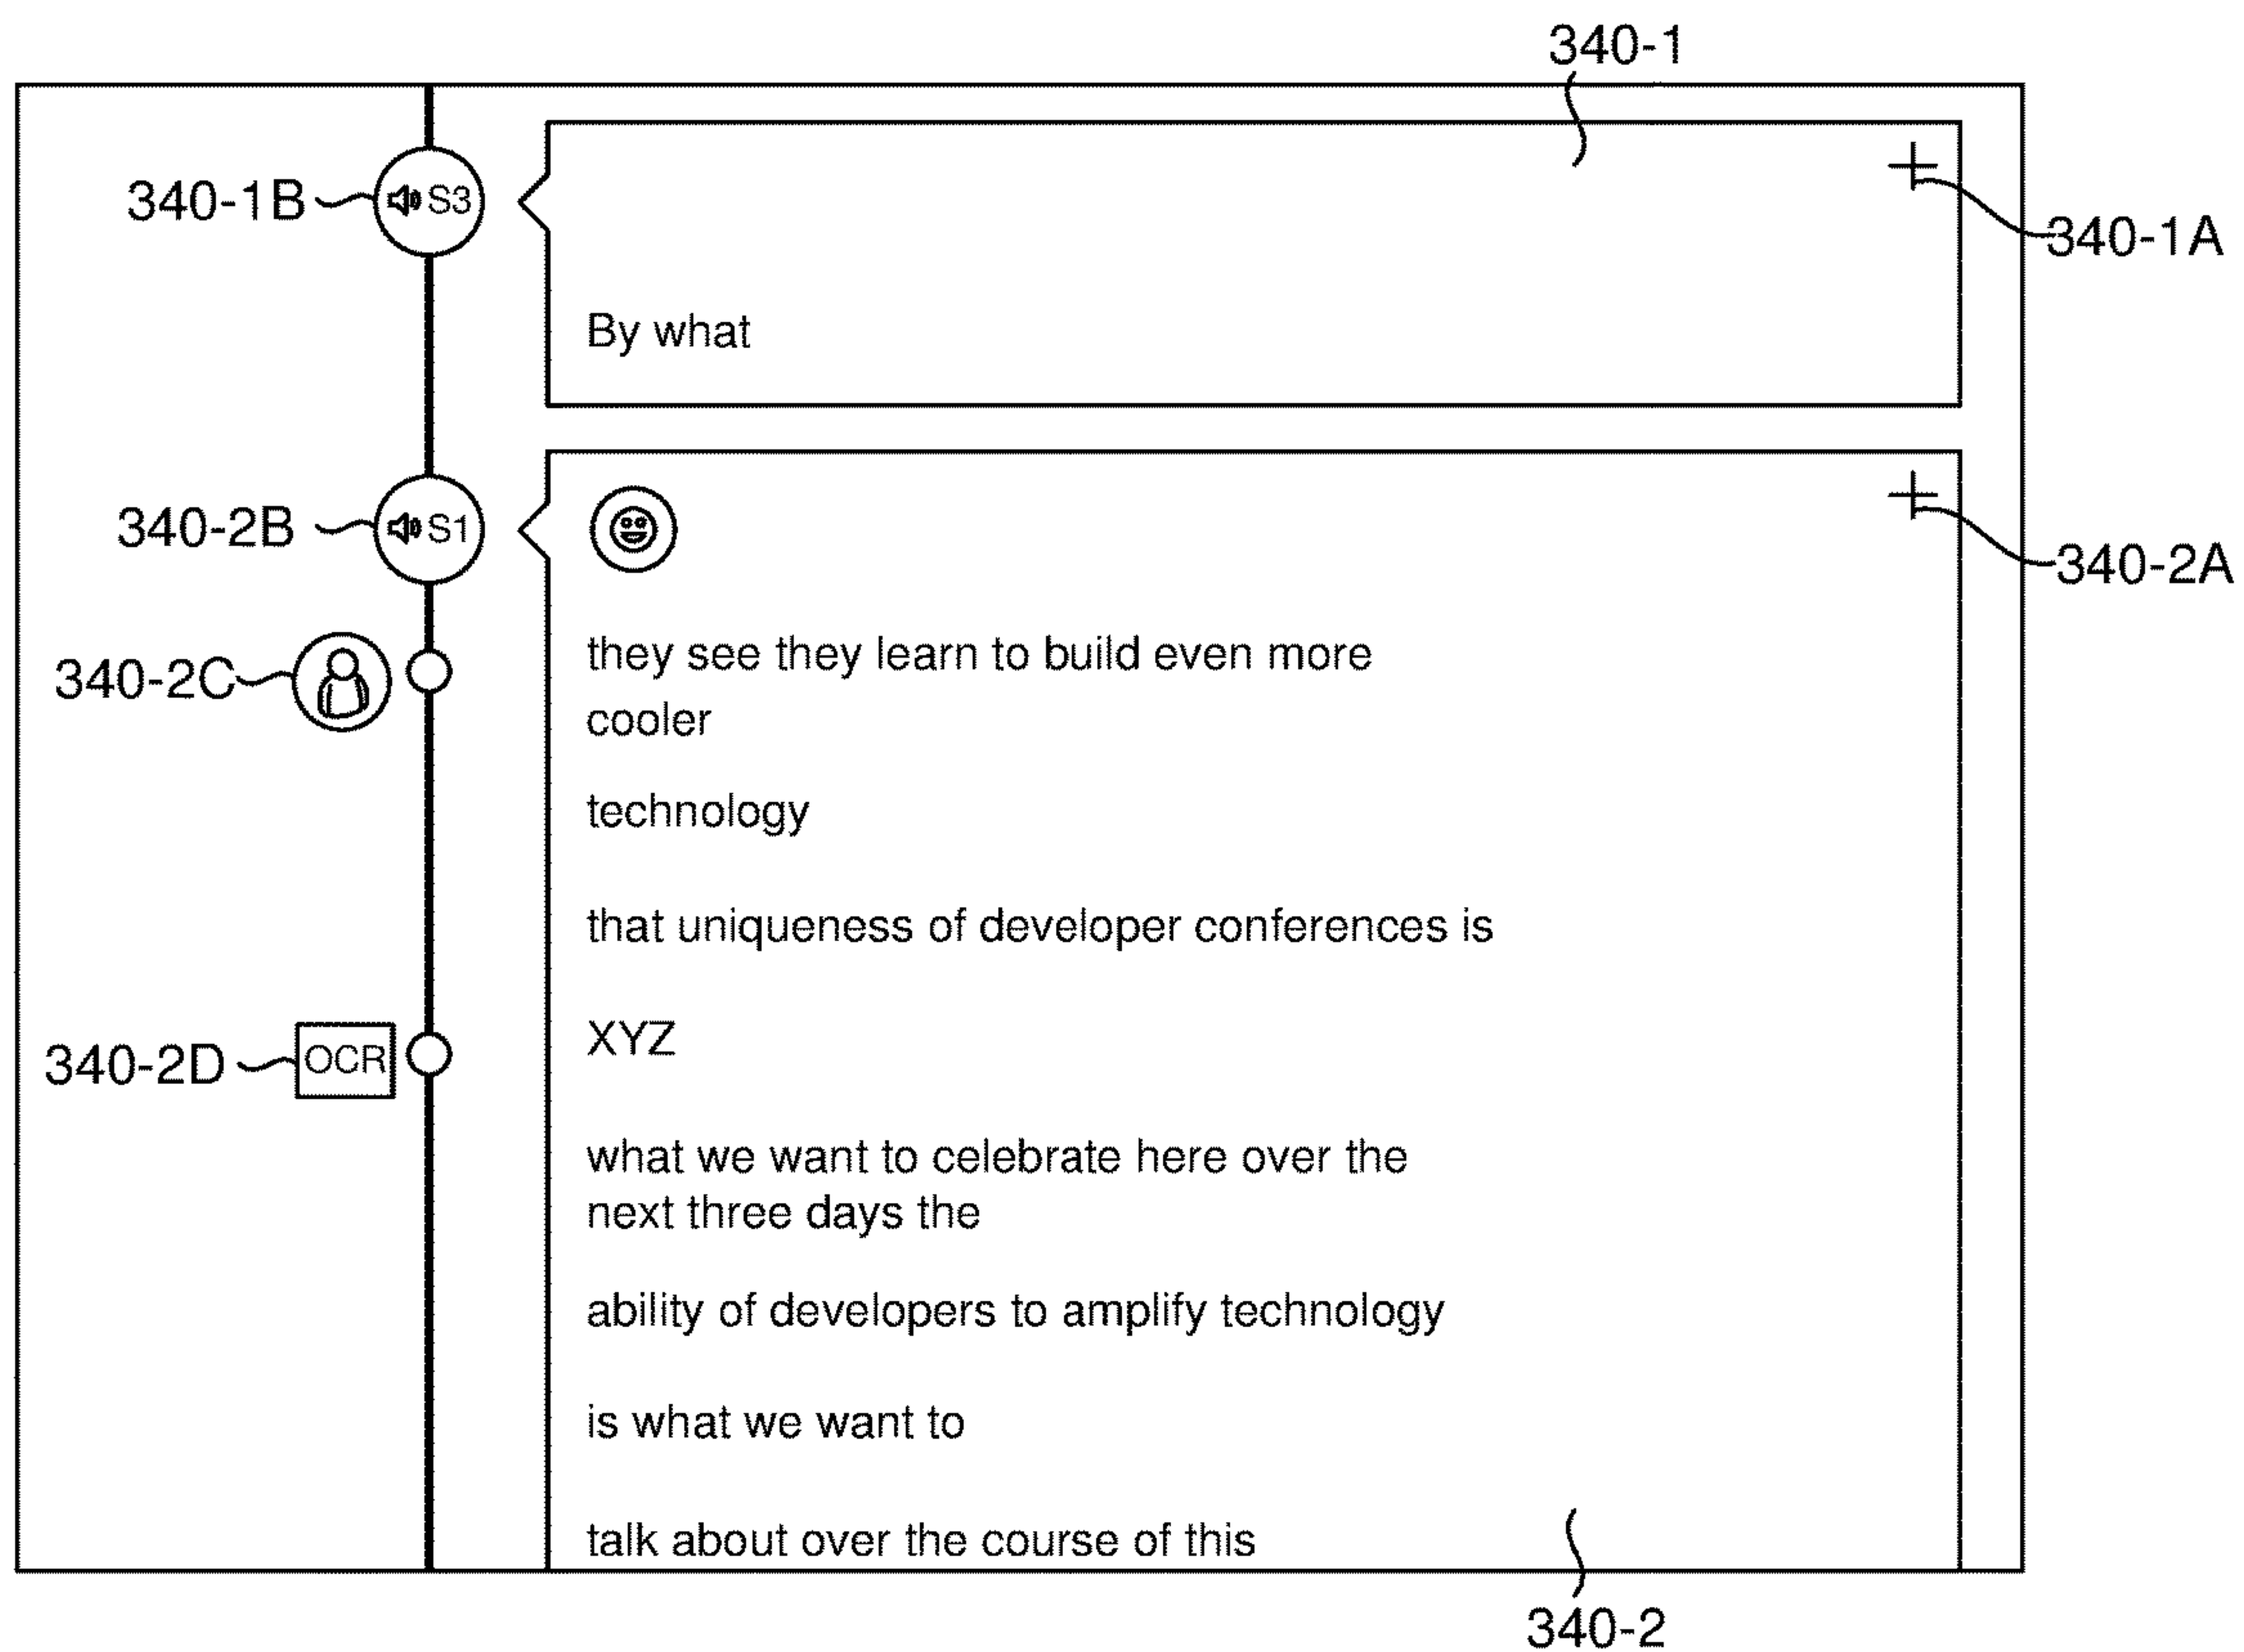 340-1
340-1B
S3
340-1A
By what
340-2B
S1
340-2A
340-2C
they see they learn to build even more
cooler
technology
that uniqueness of developer conferences is
XYZ
340-2D
OCR
what we want to celebrate here over the
next three days the
ability of developers to amplify technology
is what we want to
talk about over the course of this
340-2